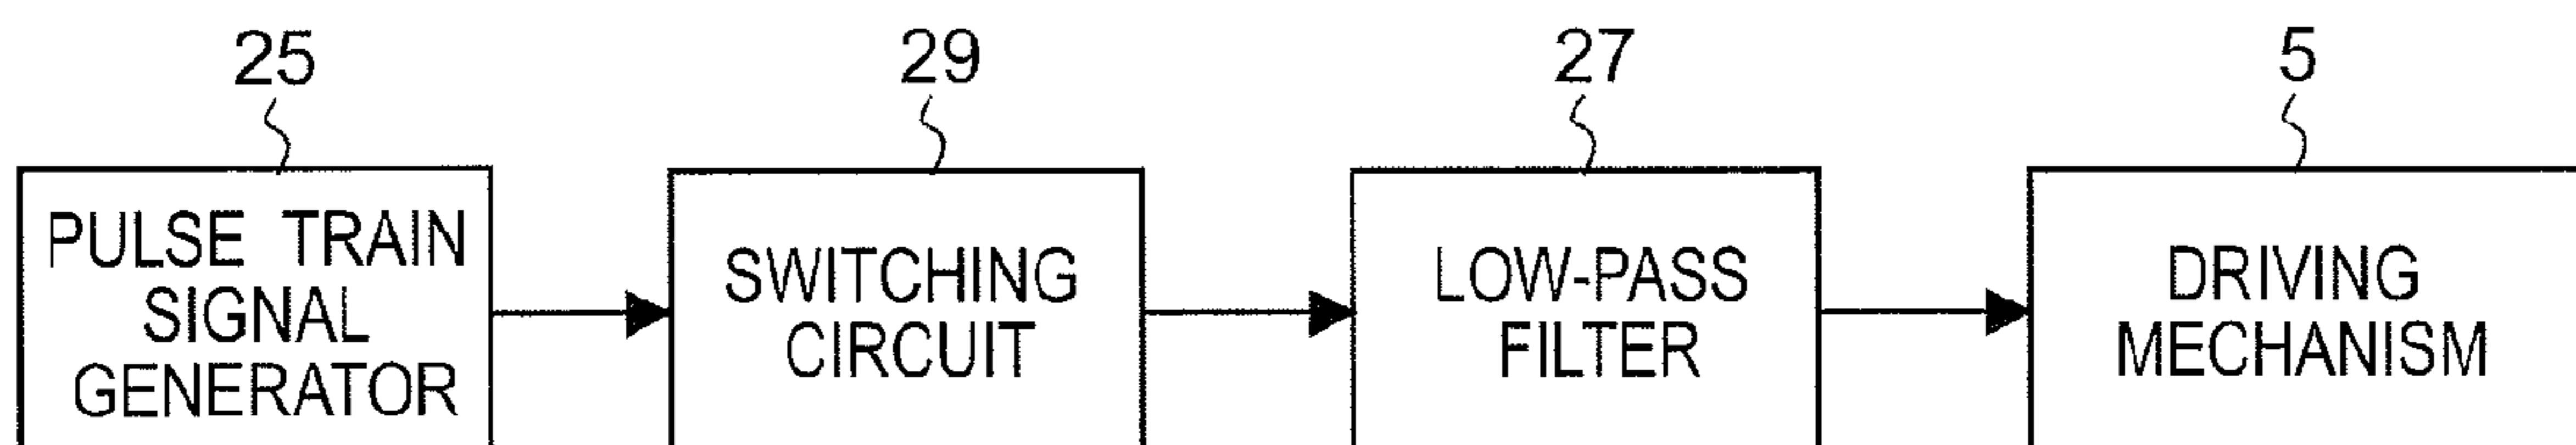 25
29
27
5
PULSE TRAIN
SIGNAL
GENERATOR
SWITCHING
CIRCUIT
LOW-PASS
FILTER
DRIVING
MECHANISM